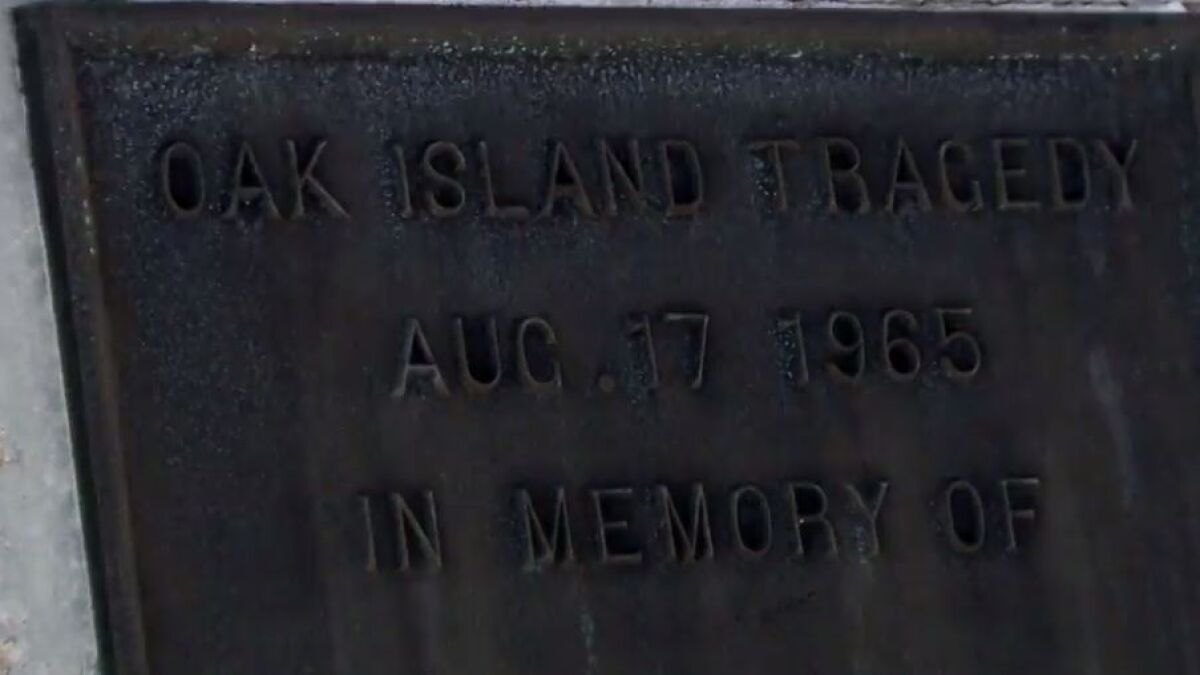 OAK ISLAND TRAGEDY
AUG. 17 1965
IN MEMORY OF